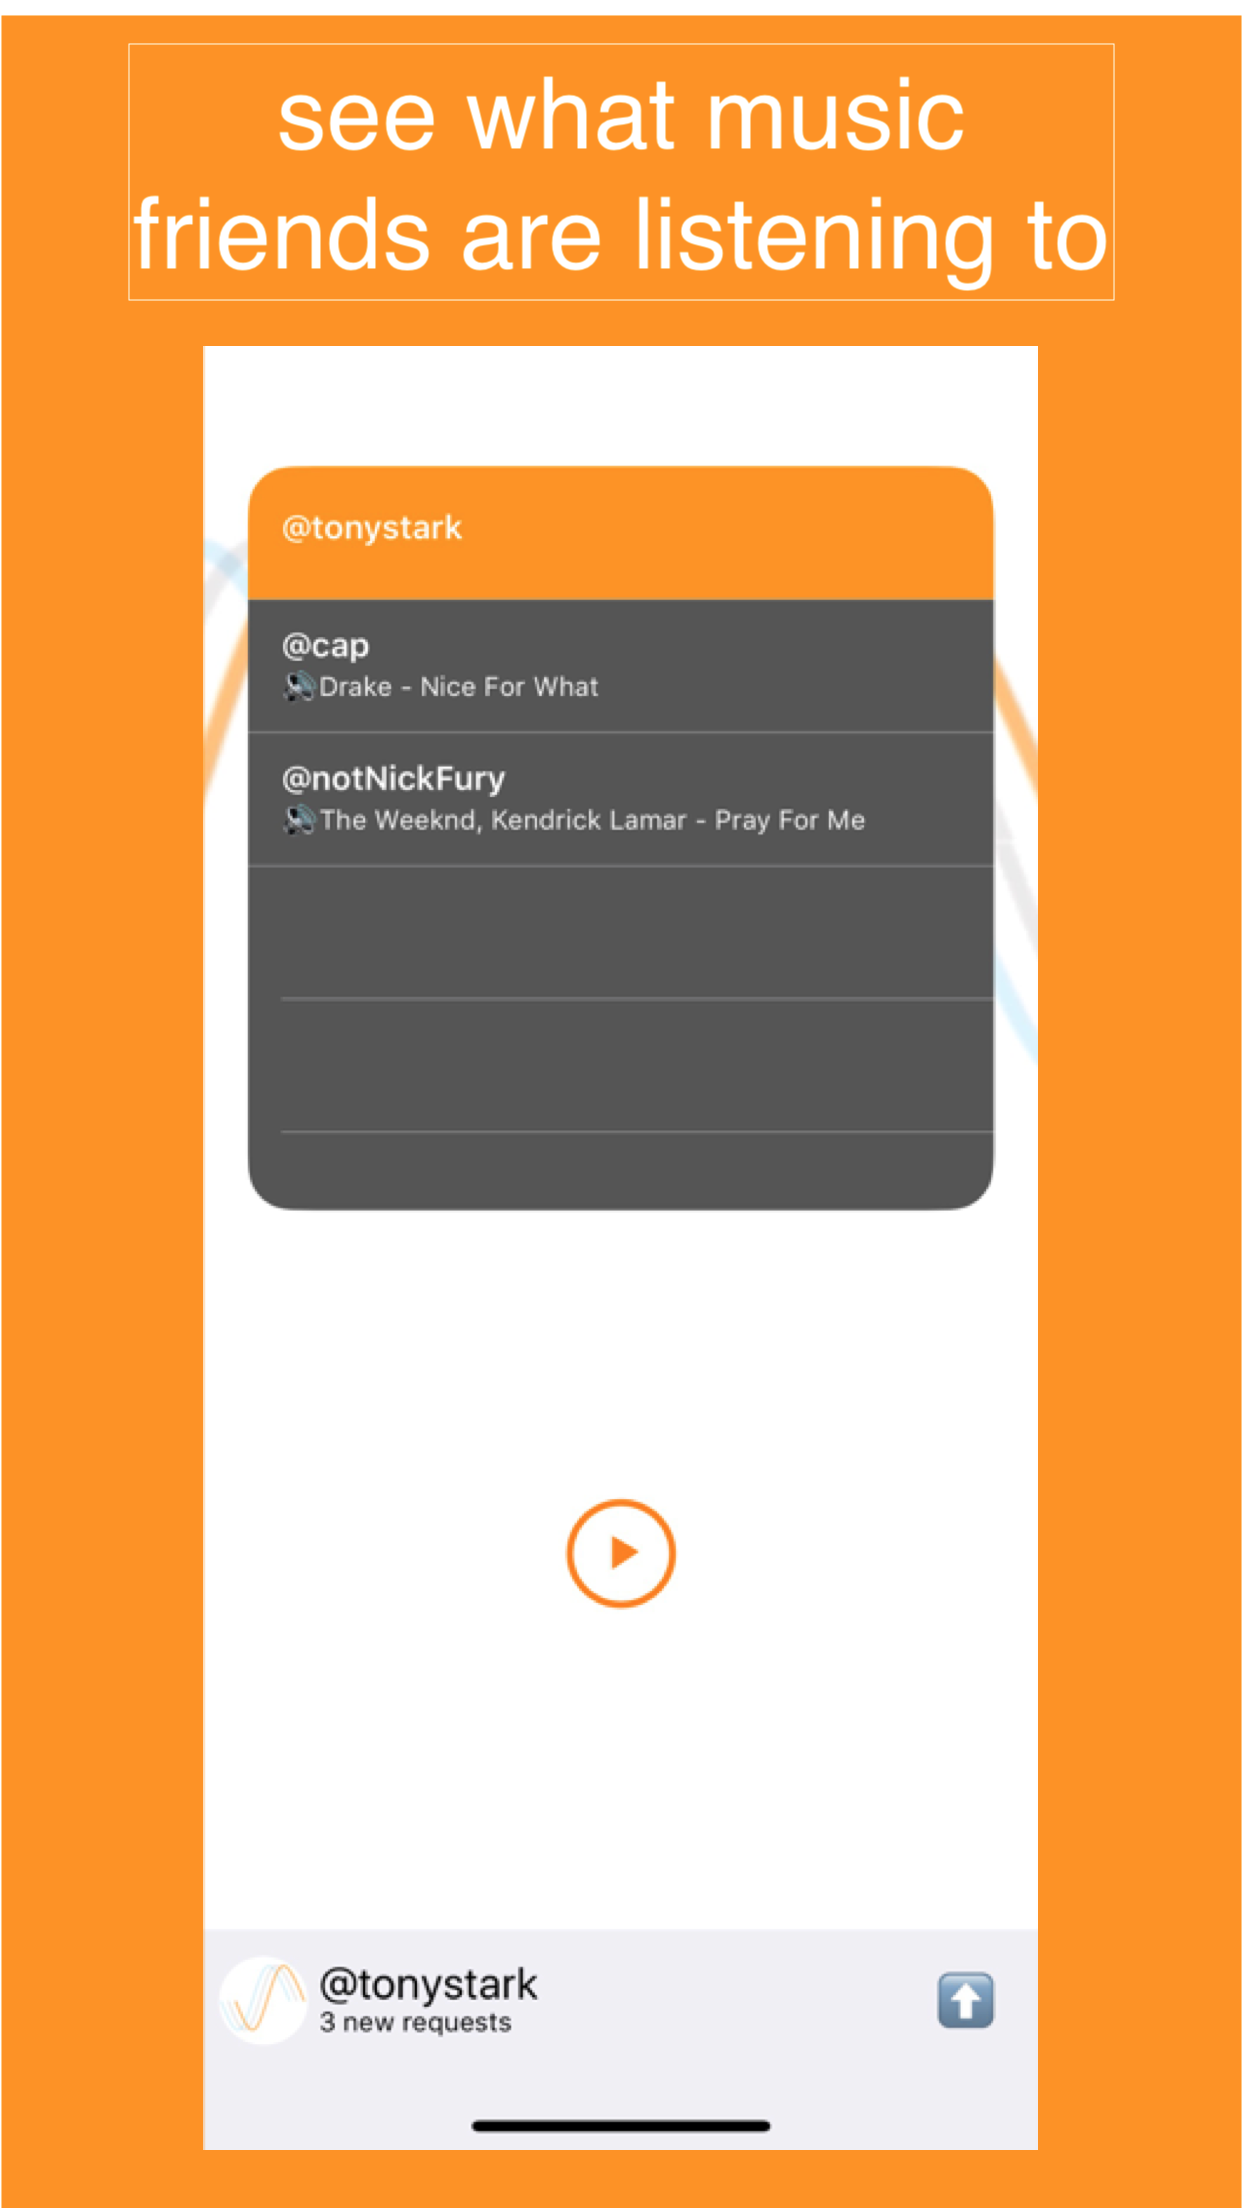 see what music
friends are listening to
@tonystark
@cap
🔊Drake - Nice For What
@notNickFury
🔊The Weeknd, Kendrick Lamar - Pray For Me
@tonystark
3 new requests